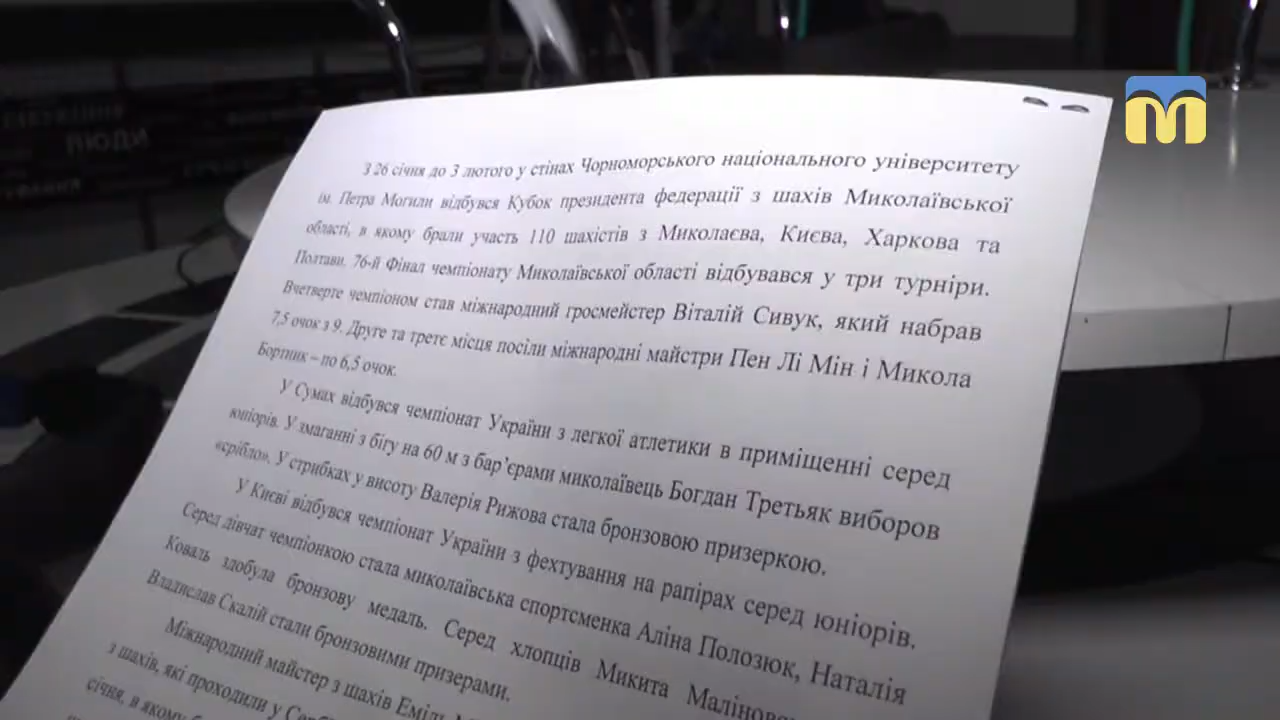 ЛЮДИ
З 26 січня до 3 лютого у стінах Чорноморського національного університету
ім. Петра Могили відбувся Кубок президента федерації з шахів Миколаївської
області, в якому брали участь 110 шахістів з Миколаєва, Києва, Харкова та
Полтави. 76-й Фінал чемпіонату Миколаївської області відбувався у три турніри.
Вчетверте чемпіоном став міжнародний гросмейстер Віталій Сивук, який набрав
7,5 очок з 9. Друге та третє місця посіли міжнародні майстри Пен Лі Мін і Микола
Бортник – по 6,5 очок.
У Сумах відбувся чемпіонат України з легкої атлетики в приміщенні серед
юніорів. У змаганні з бігу на 60 м з бар’єрами миколаївець Богдан Третьяк виборов
«срібло». У стрибках у висоту Валерія Рижова стала бронзовою призеркою.
У Києві відбувся чемпіонат України з фехтування на рапірах серед юніорів.
Серед дівчат чемпіонкою стала миколаївська спортсменка Аліна Полозюк, Наталія
Коваль здобула бронзову медаль. Серед хлопців Микита
Владислав Скалій стали бронзовими призерами.
Міжнародний майстер з шахів Еміль
з шахів, які проходили у
січня, в якому